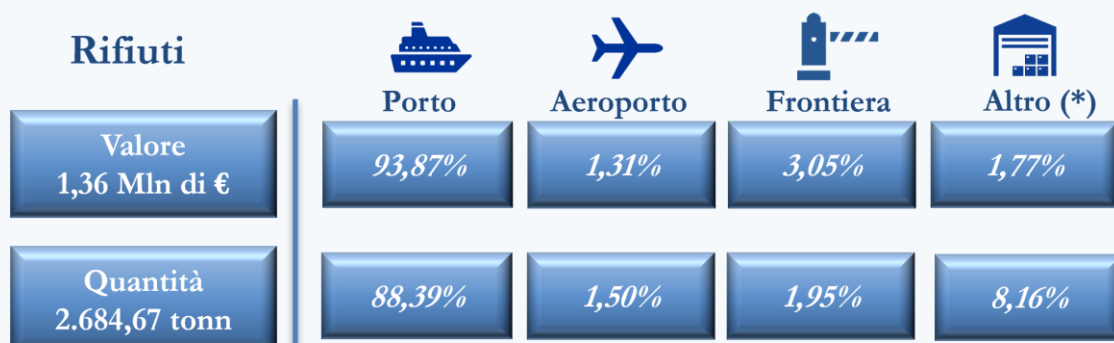 Rifiuti
Porto
Aeroporto
Frontiera
Altro (*)
Valore
1,36 Mln di €
93,87%
1,31%
3,05%
1,77%
Quantità
2.684,67 tonn
88,39%
1,50%
1,95%
8,16%